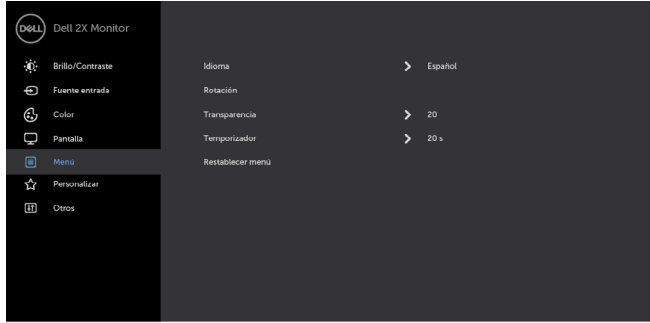 DELL
Dell 2X Monitor
Brillo/Contraste
Fuente entrada
Color
Pantalla
Menú
Personalizar
Otros
Idioma
Español
Rotación
Transparencia
20
Temporizador
20 s
Restablecer menú